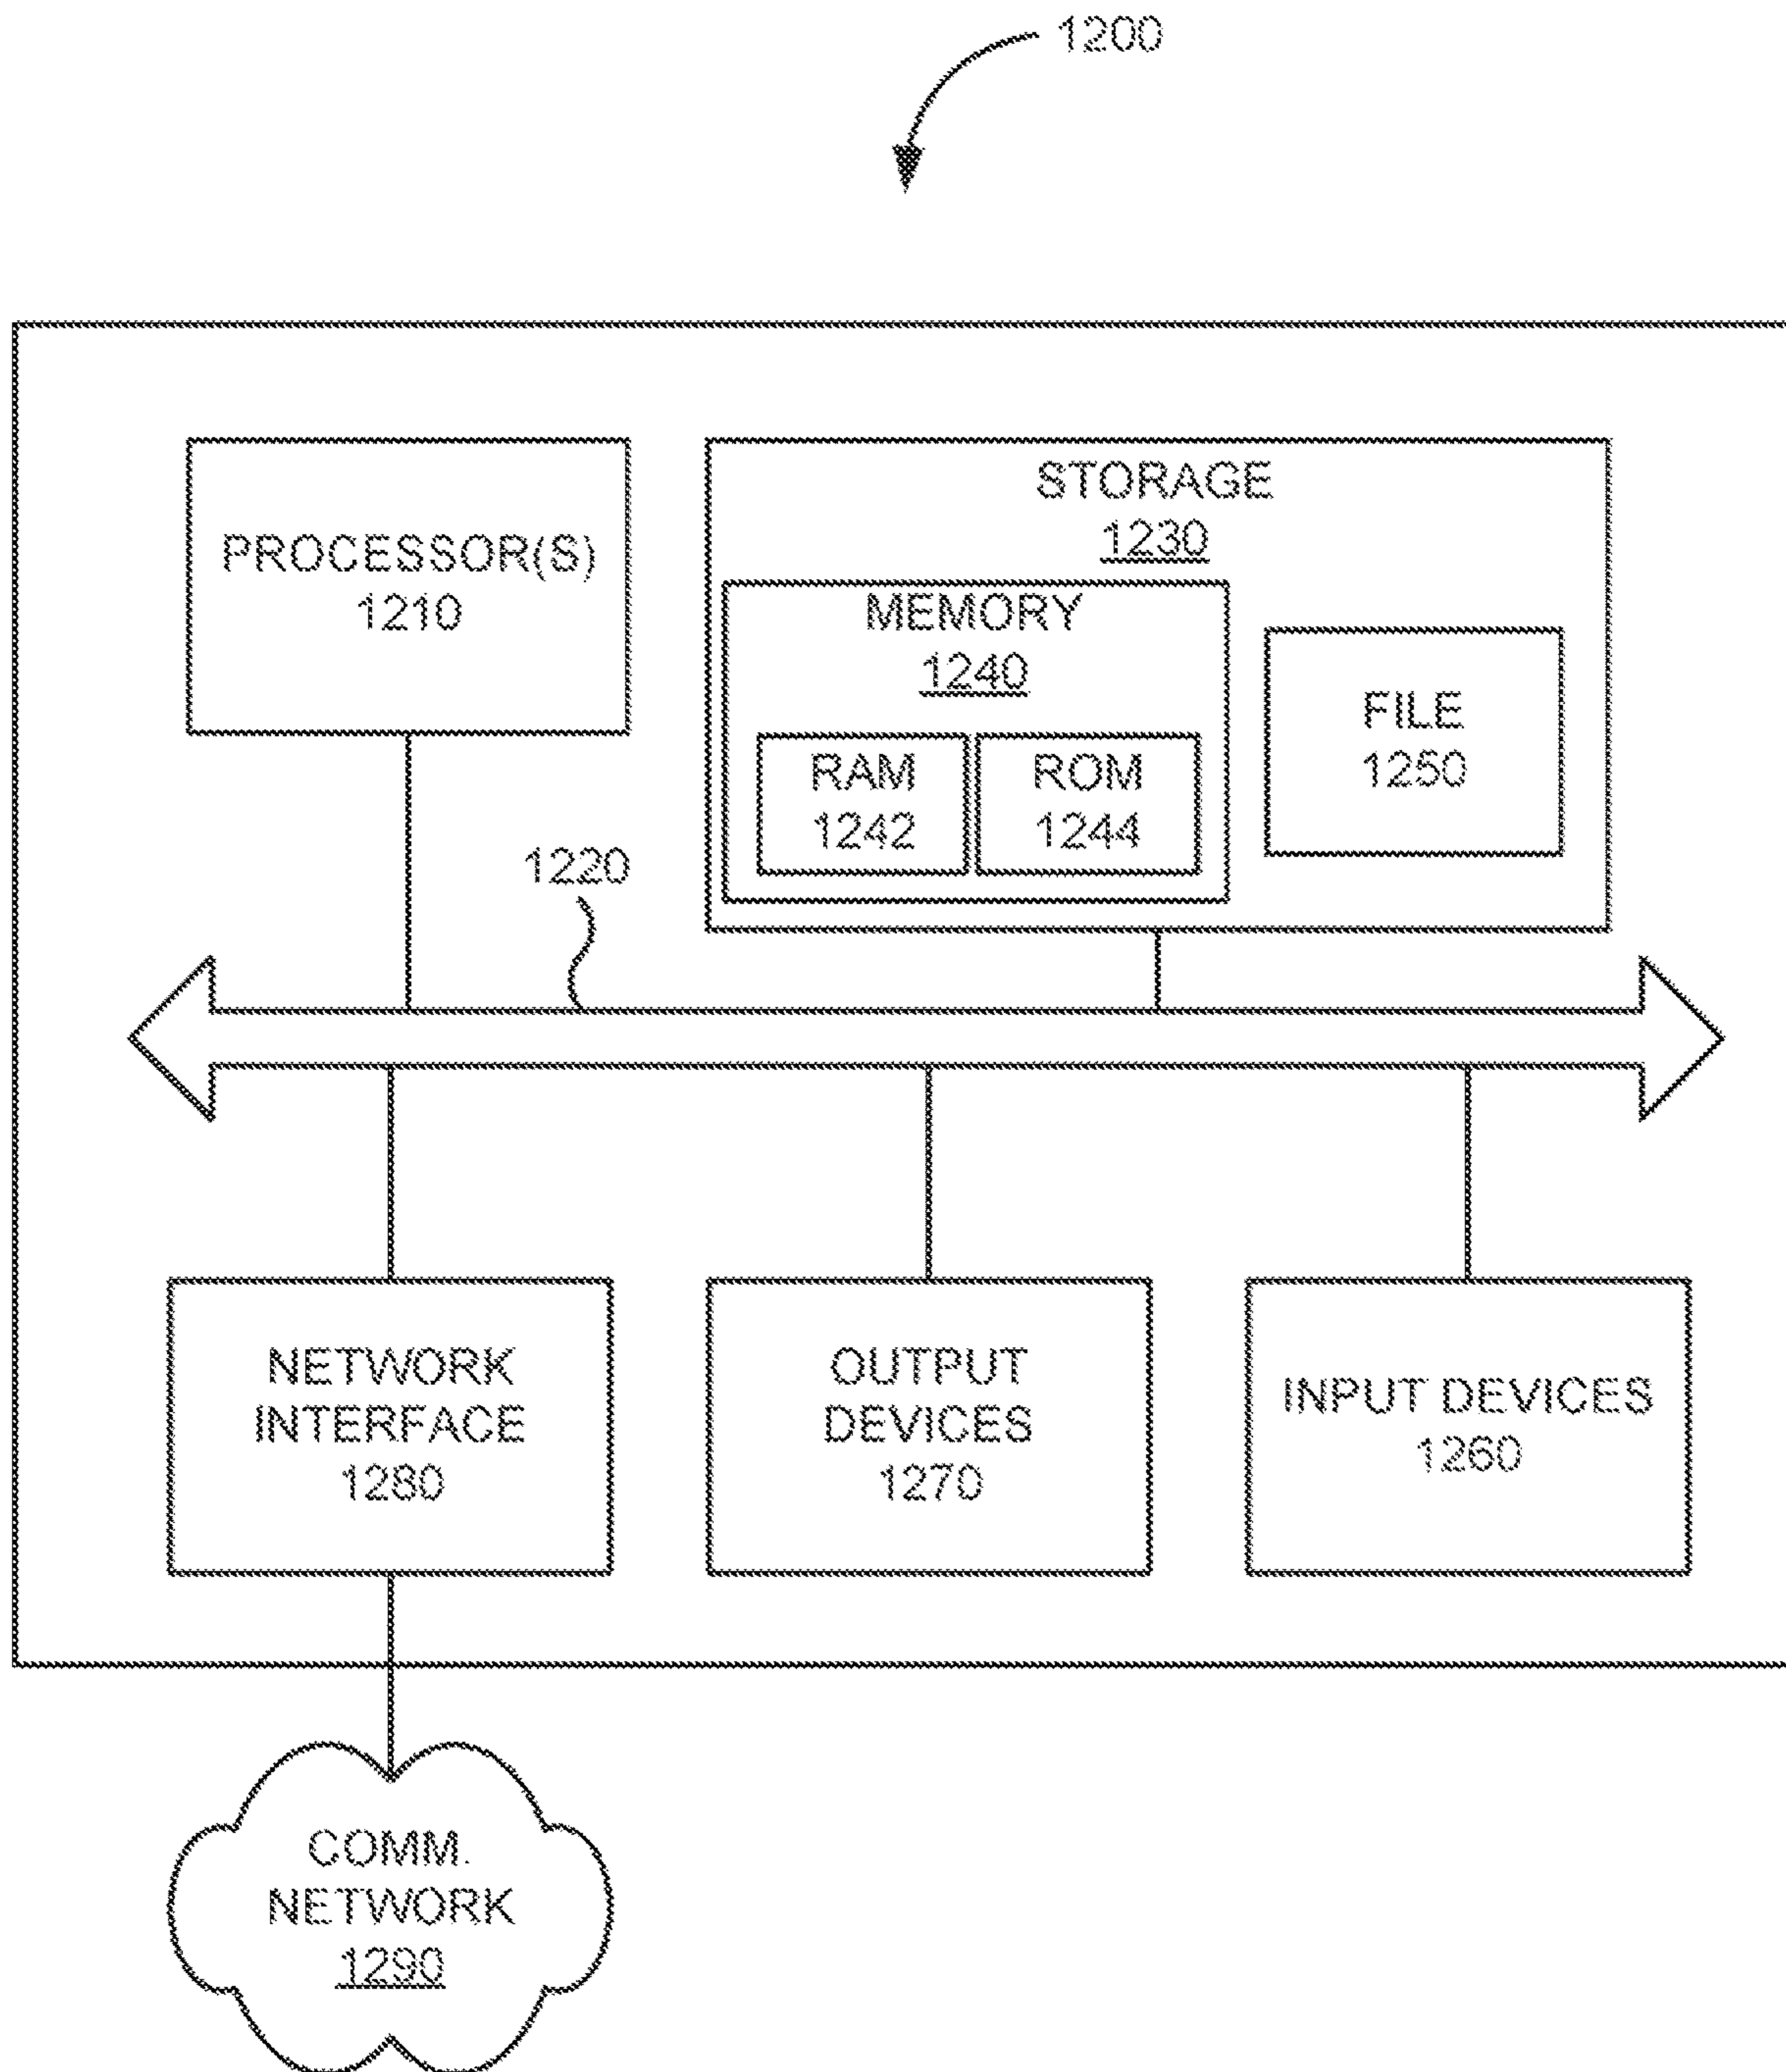 1200
PROCESSOR(S)
1210
STORAGE
1230
MEMORY
1240
RAM
1242
ROM
1244
FILE
1250
1220
NETWORK
INTERFACE
1280
OUTPUT
DEVICES
1270
INPUT DEVICES
1260
COMM.
NETWORK
1290